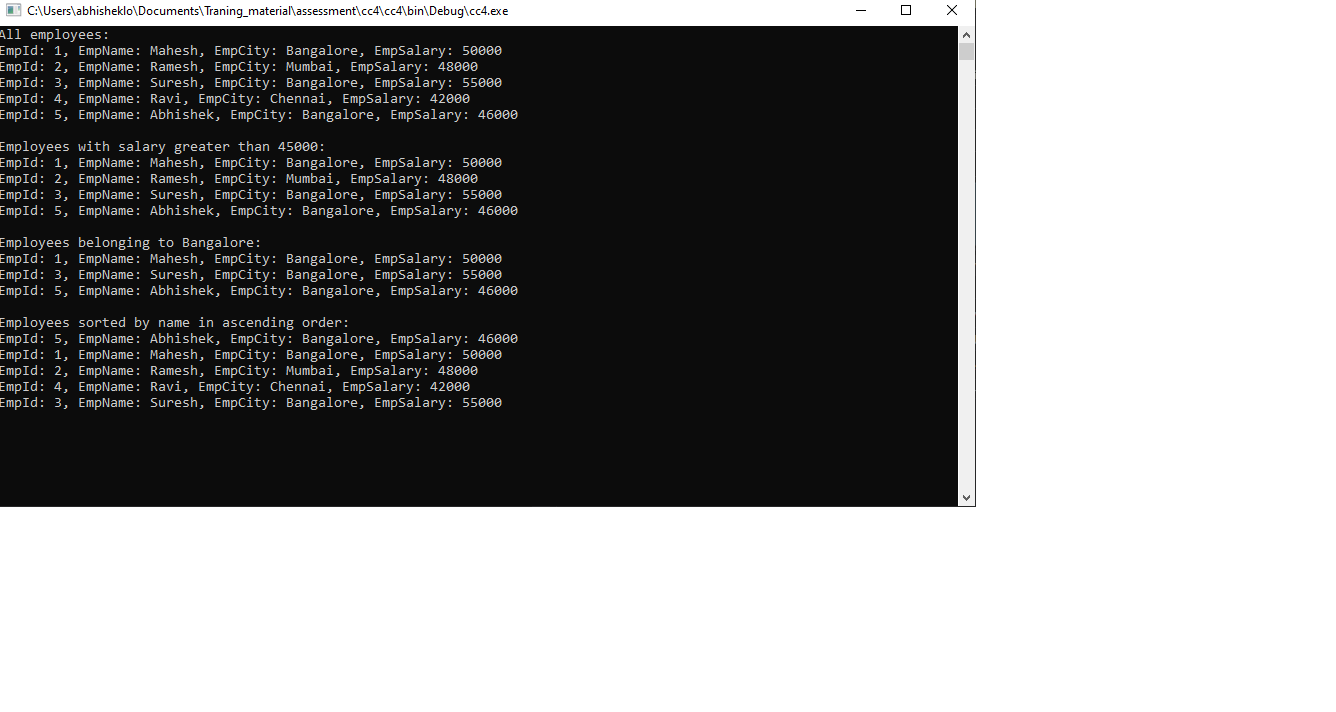 C:\Users\abhisheklo\Documents\Traning_material\assessment\cc4\cc4\bin\Debug\cc4.exe
All employees:
EmpId: 1, EmpName: Mahesh, EmpCity: Bangalore, EmpSalary: 50000
EmpId: 2, EmpName: Ramesh, EmpCity: Mumbai, EmpSalary: 48000
EmpId: 3, EmpName: Suresh, EmpCity: Bangalore, EmpSalary: 55000
EmpId: 4, EmpName: Ravi, EmpCity: Chennai, EmpSalary: 42000
EmpId: 5, EmpName: Abhishek, EmpCity: Bangalore, EmpSalary: 46000

Employees with salary greater than 45000:
EmpId: 1, EmpName: Mahesh, EmpCity: Bangalore, EmpSalary: 50000
EmpId: 2, EmpName: Ramesh, EmpCity: Mumbai, EmpSalary: 48000
EmpId: 3, EmpName: Suresh, EmpCity: Bangalore, EmpSalary: 55000
EmpId: 5, EmpName: Abhishek, EmpCity: Bangalore, EmpSalary: 46000

Employees belonging to Bangalore:
EmpId: 1, EmpName: Mahesh, EmpCity: Bangalore, EmpSalary: 50000
EmpId: 3, EmpName: Suresh, EmpCity: Bangalore, EmpSalary: 55000
EmpId: 5, EmpName: Abhishek, EmpCity: Bangalore, EmpSalary: 46000

Employees sorted by name in ascending order:
EmpId: 5, EmpName: Abhishek, EmpCity: Bangalore, EmpSalary: 46000
EmpId: 1, EmpName: Mahesh, EmpCity: Bangalore, EmpSalary: 50000
EmpId: 2, EmpName: Ramesh, EmpCity: Mumbai, EmpSalary: 48000
EmpId: 4, EmpName: Ravi, EmpCity: Chennai, EmpSalary: 42000
EmpId: 3, EmpName: Suresh, EmpCity: Bangalore, EmpSalary: 55000